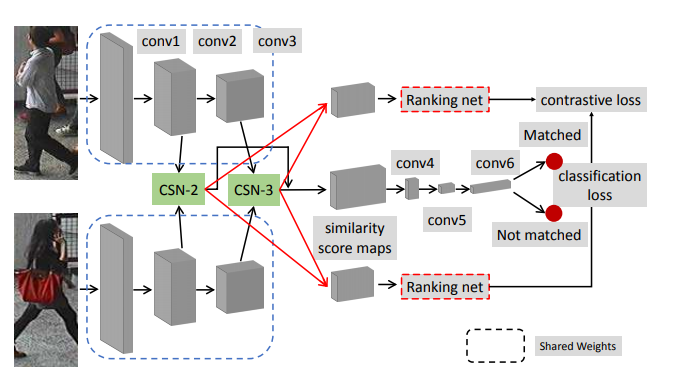 conv1
conv2
conv3
Ranking net
contrastive loss
Matched
conv4
conv6
CSN-2
CSN-3
classification
loss
conv5
similarity
score maps
Not matched
Ranking net
Shared Weights